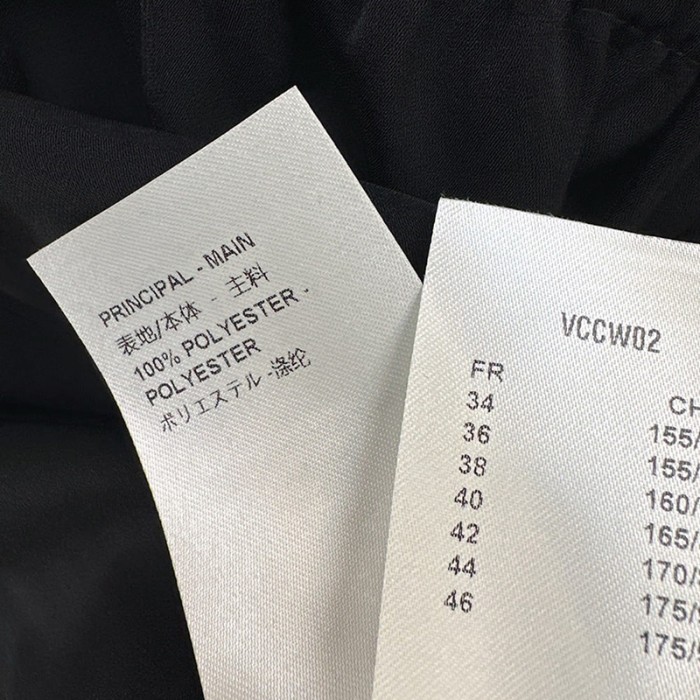 PRINCIPAL - MAIN
表地/本体 - 主料
100% POLYESTER -
POLYESTER
ポリエステル -涤纶
VCCW02
FR
34
36
38
40
42
44
46
CH
155/
155/
160/
165/
170/
175/
175/